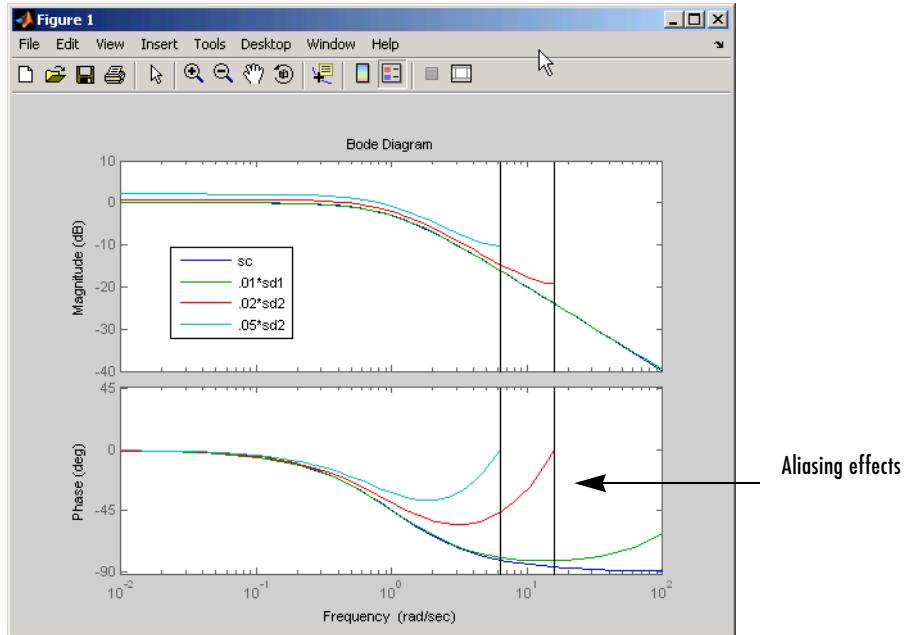 Figure 1
File Edit View Insert Tools Desktop Window Help
Bode Diagram
10
0
-10
-20
-30
-40
Magnitude (dB)
sc
.01*sd1
.02*sd2
.05*sd2
45
0
-45
-90
Phase (deg)
Aliasing effects
10^-2 10^-1 10^0 10^1 10^2
Frequency (rad/sec)